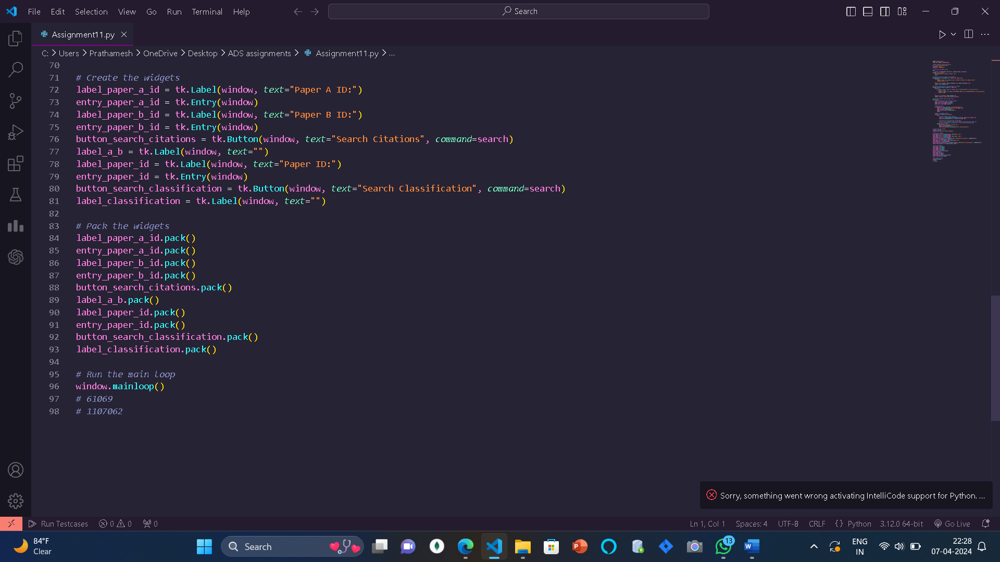 File Edit Selection View Go Run Terminal Help
Search
Assignment11.py
C: > Users > Prathamesh > OneDrive > Desktop > ADS assignments > Assignment11.py > ...
70
71 # Create the widgets
72 label_paper_a_id = tk.Label(window, text="Paper A ID:")
73 entry_paper_a_id = tk.Entry(window)
74 label_paper_b_id = tk.Label(window, text="Paper B ID:")
75 entry_paper_b_id = tk.Entry(window)
76 button_search_citations = tk.Button(window, text="Search Citations", command=search)
77 label_a_b = tk.Label(window, text="")
78 label_paper_id = tk.Label(window, text="Paper ID:")
79 entry_paper_id = tk.Entry(window)
80 button_search_classification = tk.Button(window, text="Search Classification", command=search)
81 label_classification = tk.Label(window, text="")
82
83 # Pack the widgets
84 label_paper_a_id.pack()
85 entry_paper_a_id.pack()
86 label_paper_b_id.pack()
87 entry_paper_b_id.pack()
88 button_search_citations.pack()
89 label_a_b.pack()
90 label_paper_id.pack()
91 entry_paper_id.pack()
92 button_search_classification.pack()
93 label_classification.pack()
94
95 # Run the main loop
96 window.mainloop()
97 # 61069
98 # 1107062
Sorry, something went wrong activating IntelliCode support for Python. ...
Run Testcases 0 0 0 Ln 1, Col 1 Spaces: 4 UTF-8 CRLF {} Python 3.12.0 64-bit Go Live
84°F
Clear
Search
13
ENG
IN
22:28
07-04-2024